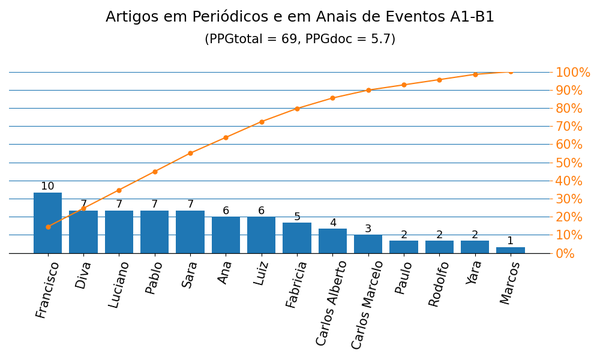 Artigos em Periódicos e em Anais de Eventos A1-B1
(PPGtotal = 69, PPGdoc = 5.7)
100%
90%
80%
70%
60%
50%
40%
30%
20%
10%
0%
10
7
7
7
7
6
6
5
4
3
2
2
2
1
Francisco
Diva
Luciano
Pablo
Sara
Ana
Luiz
Fabrícia
Carlos Alberto
Carlos Marcelo
Paulo
Rodolfo
Yara
Marcos